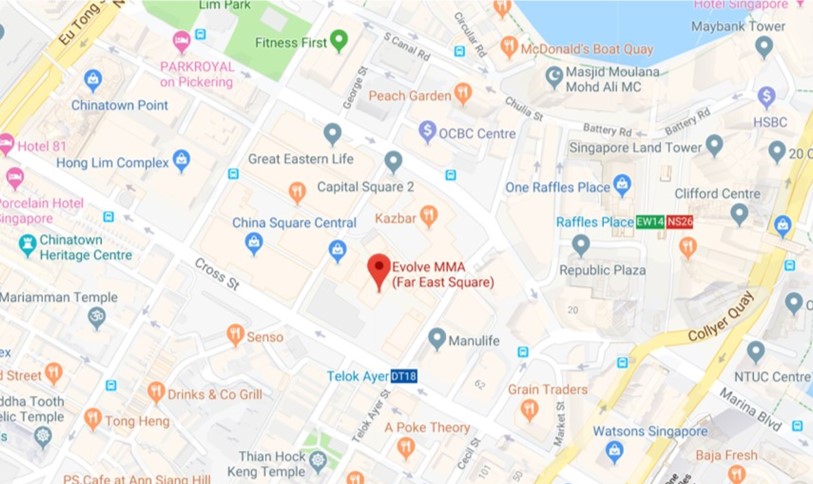 Lim Park
Hotel Singapore
Eu Tong S
N
Circular Rd
Maybank Tower
Fitness First
S Canal Rd
McDonald's Boat Quay
PARKROYAL
on Pickering
Masjid Moulana
Mohd Ali MC
George St
Chinatown Point
Peach Garden
Chulia St
HSBC
OCBC Centre
Battery Rd
Battery Rd
Hotel 81
Singapore Land Tower
Great Eastern Life
20 C
Hong Lim Complex
Capital Square 2
One Raffles Place
Clifford Centre
Porcelain Hotel
Singapore
China Square Central
Kazbar
Raffles Place EW14 NS26
Chinatown
Heritage Centre
Cross St
Evolve MMA
(Far East Square)
Republic Plaza
Mariamman Temple
20
Collyer Quay
Senso
Manulife
ex
d Street
Telok Ayer DT18
62
NTUC Centre
Drinks & Co Grill
Grain Traders
Marina Blvd
ddha Tooth
elic Temple
Tong Heng
Telok Ayer St
A Poke Theory
Market St
Watsons Singapore
s
Thian Hock
Keng Temple
Cecil St
Baja Fresh
101
50
One
PS.Cafe at Ann Siang Hill